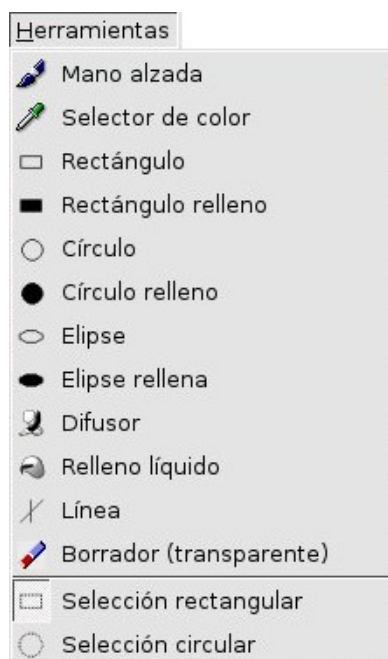 Herramientas
Mano alzada
Selector de color
Rectángulo
Rectángulo relleno
Círculo
Círculo relleno
Elipse
Elipse rellena
Difusor
Relleno líquido
Línea
Borrador (transparente)
Selección rectangular
Selección circular